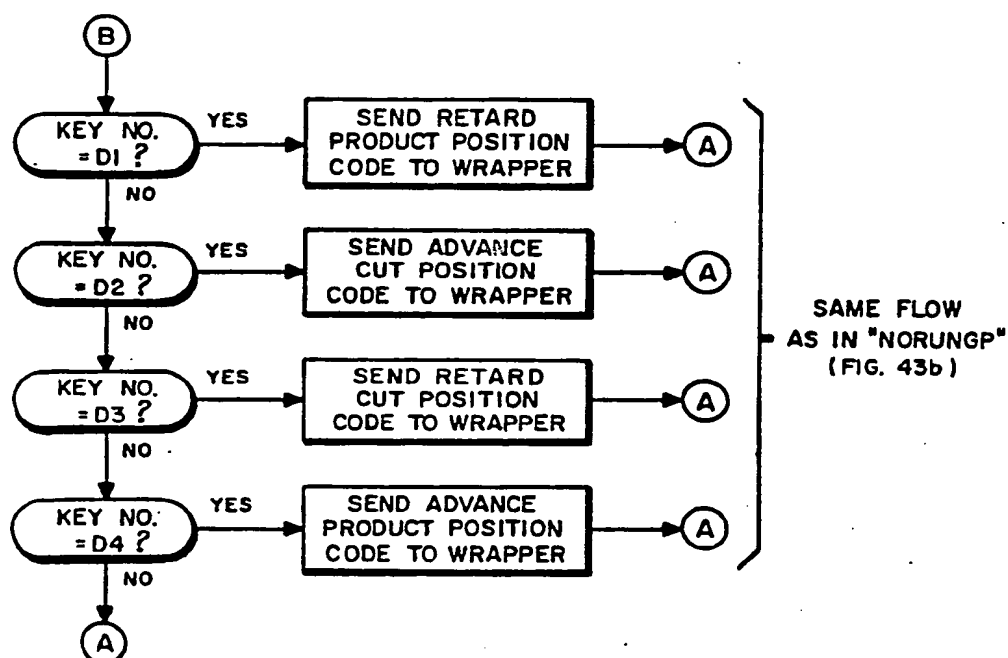 B
KEY NO.
=D1 ?
YES
SEND RETARD
PRODUCT POSITION
CODE TO WRAPPER
A
NO
KEY NO.
=D2 ?
YES
SEND ADVANCE
CUT POSITION
CODE TO WRAPPER
A
NO
KEY NO.
=D3 ?
YES
SEND RETARD
CUT POSITION
CODE TO WRAPPER
A
NO
KEY NO.
=D4 ?
YES
SEND ADVANCE
PRODUCT POSITION
CODE TO WRAPPER
A
NO
A
SAME FLOW
AS IN "NORUNGP"
(FIG. 43b)